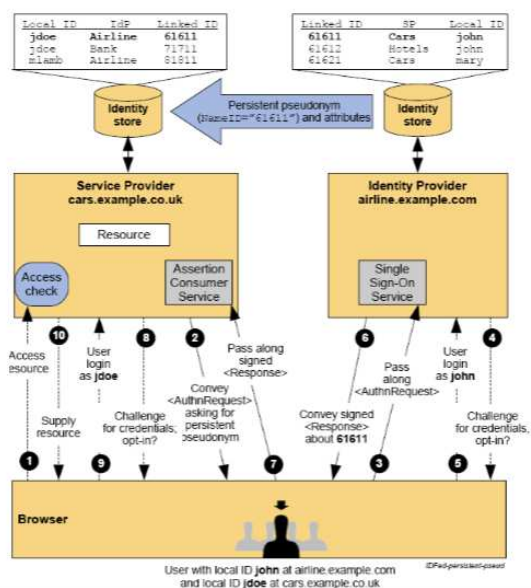 Local ID IdP Linked ID
jdoe Airline 61611
jdoe Bank 71711
mlamb Airline 81811
Linked ID SP Local ID
61611 Cars john
61612 Hotels john
61621 Cars mary
Identity
store
Persistent pseudonym
(NameID="61611")
and attributes
Identity
store
Service Provider
cars.example.co.uk
Resource
Access
check
Assertion
Consumer
Service
Identity Provider
airline.example.com
Single
Sign-On
Service
10
8
2
6
4
Access
resource
User
login
as jdoe
Pass along
signed
<Response>
Pass
along
<AuthnRequest>
User
login
as john
Supply
resource
Challenge
for credentials,
opt-in?
Convey
<AuthnRequest>
asking for
persistent
pseudonym
Convey signed
<Response>
about 61611
Challenge
for credentials,
opt-in?
1
9
7
3
5
Browser
User with local ID john at airline.example.com
and local ID jdoe at cars.example.co.uk
IDFed-persistent-pseud